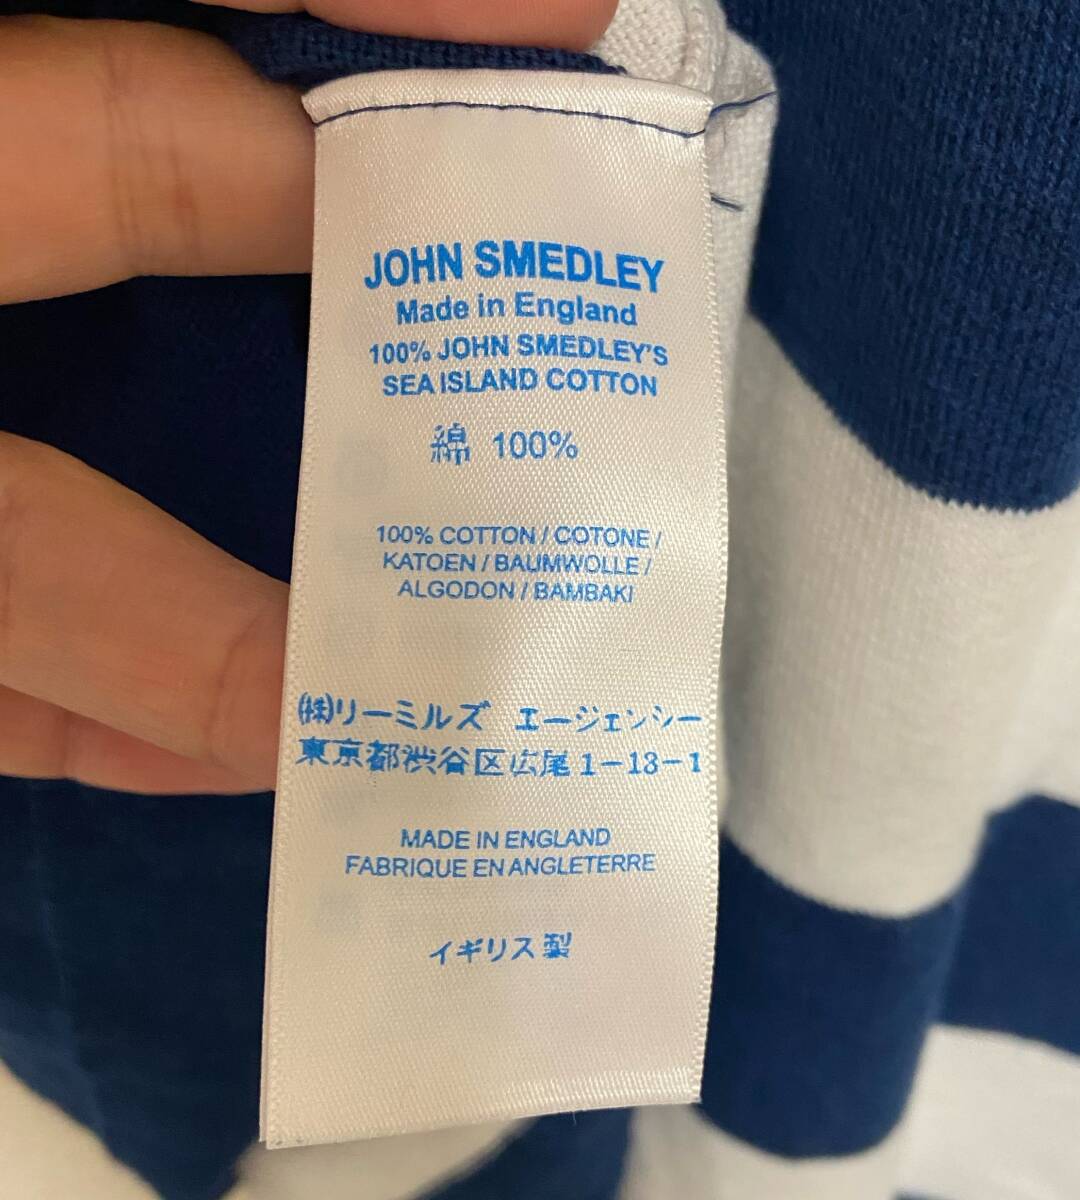 JOHN SMEDLEY
Made in England
100% JOHN SMEDLEY'S
SEA ISLAND COTTON
綿 100%
100% COTTON / COTONE /
KATOEN / BAUMWOLLE /
ALGODON / BAMBAKI
(株)リーミルズ エージェンシー
東京都渋谷区広尾1-13-1
MADE IN ENGLAND
FABRIQUE EN ANGLETERRE
イギリス製